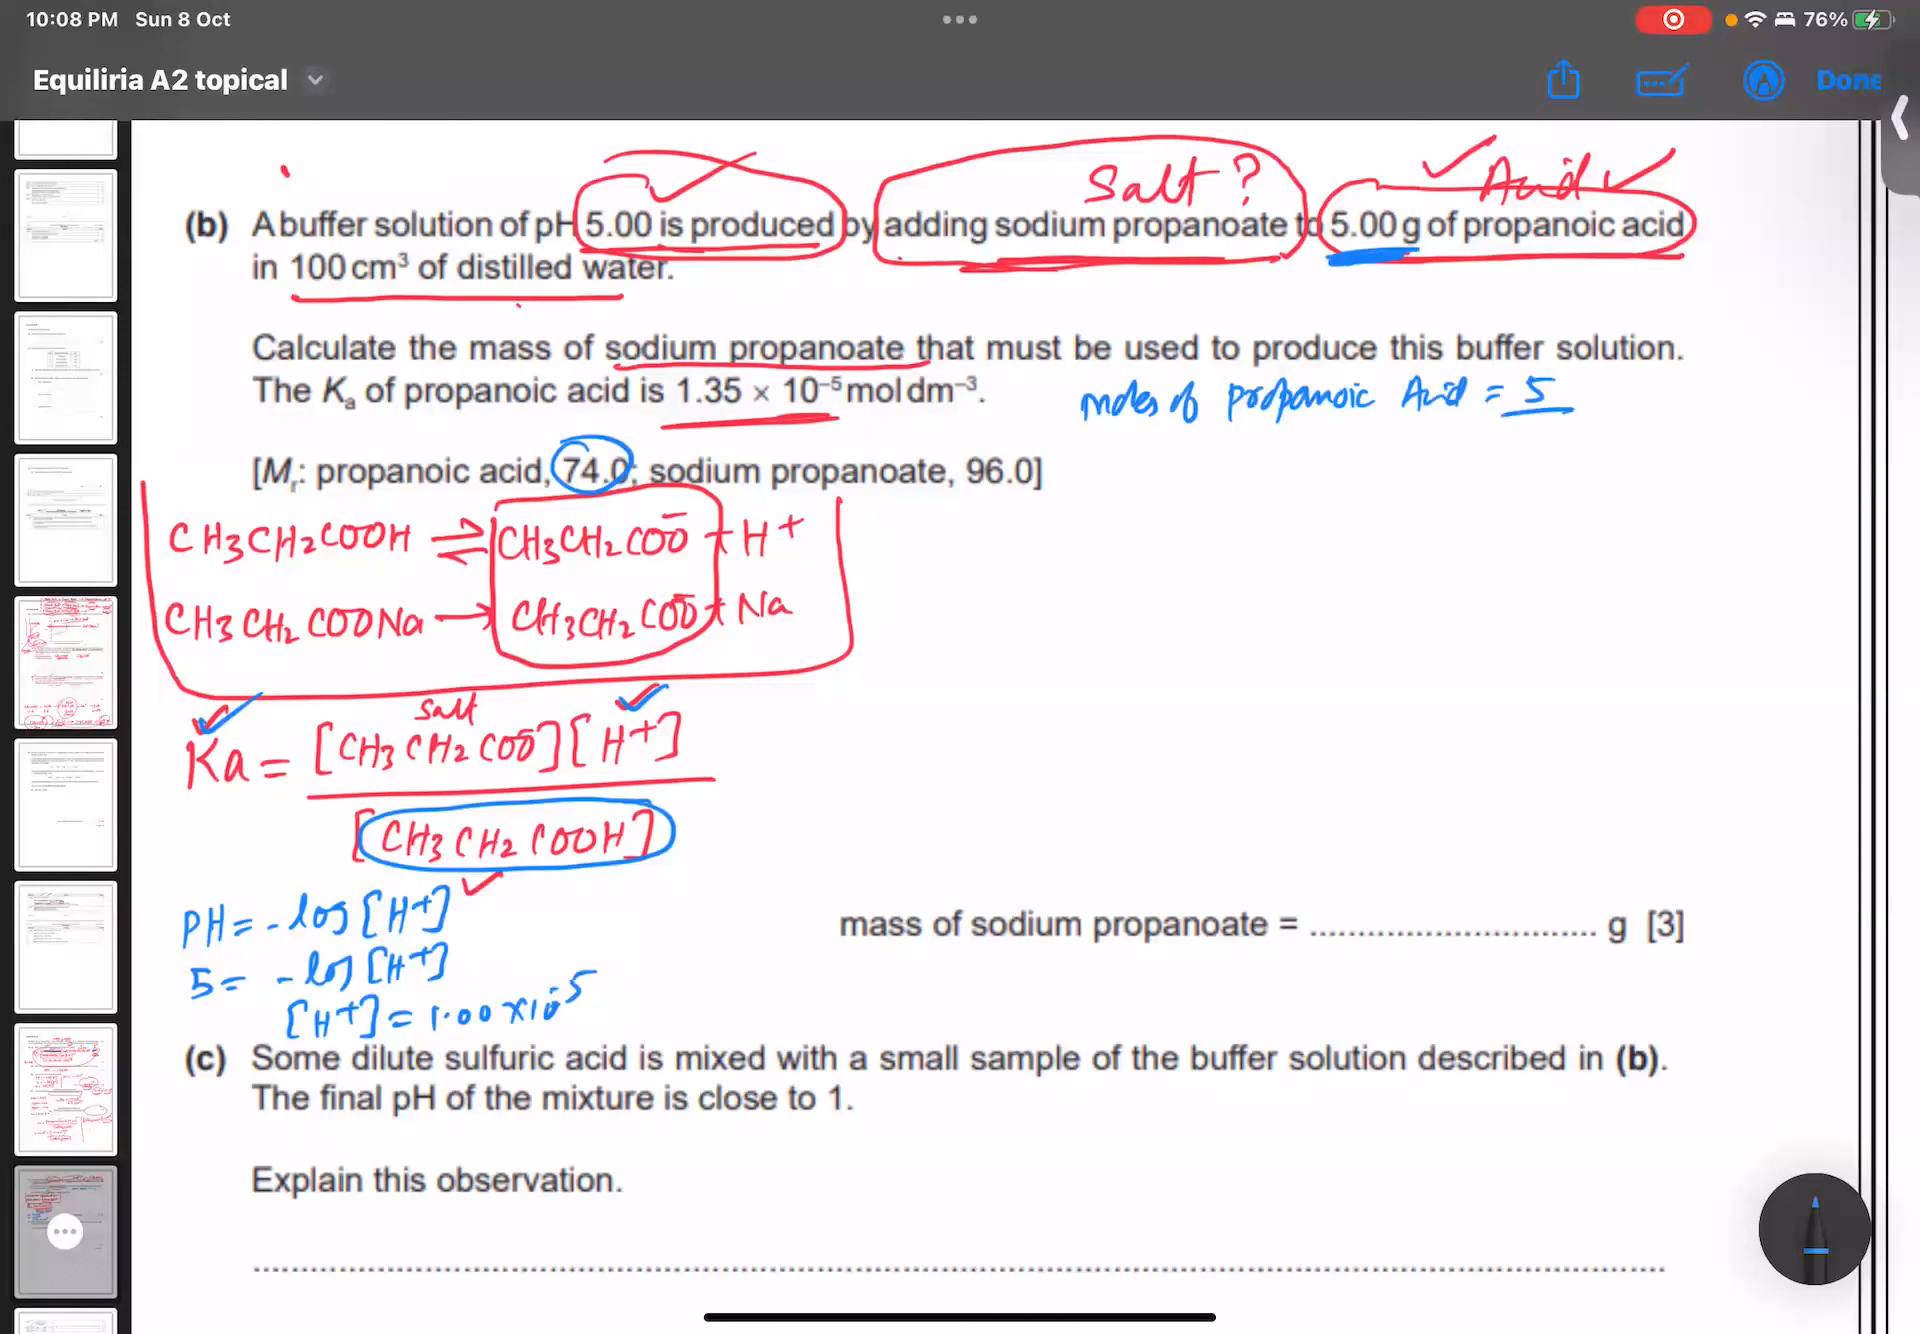 10:08 PM Sun 8 Oct
76%
Equiliria A2 topical
Done
Salt ? Acid
(b) A buffer solution of pH 5.00 is produced by adding sodium propanoate to 5.00 g of propanoic acid
in 100 cm³ of distilled water.
Calculate the mass of sodium propanoate that must be used to produce this buffer solution.
The Kₐ of propanoic acid is 1.35 × 10⁻⁵ mol dm⁻³.
moles of propanoic Acid = 5
[Mᵣ: propanoic acid, 74.0; sodium propanoate, 96.0]
CH3CH2COOH ⇌ CH3CH2COO⁻ + H+
CH3CH2COONa → CH3CH2COO⁻ + Na
salt
Ka = [CH3CH2COO⁻][H+]
[CH3CH2COOH]
PH = -log[H+]
mass of sodium propanoate = .............................. g [3]
5 = -log[H+]
[H+] = 1.00 x10⁻⁵
(c) Some dilute sulfuric acid is mixed with a small sample of the buffer solution described in (b).
The final pH of the mixture is close to 1.
Explain this observation.